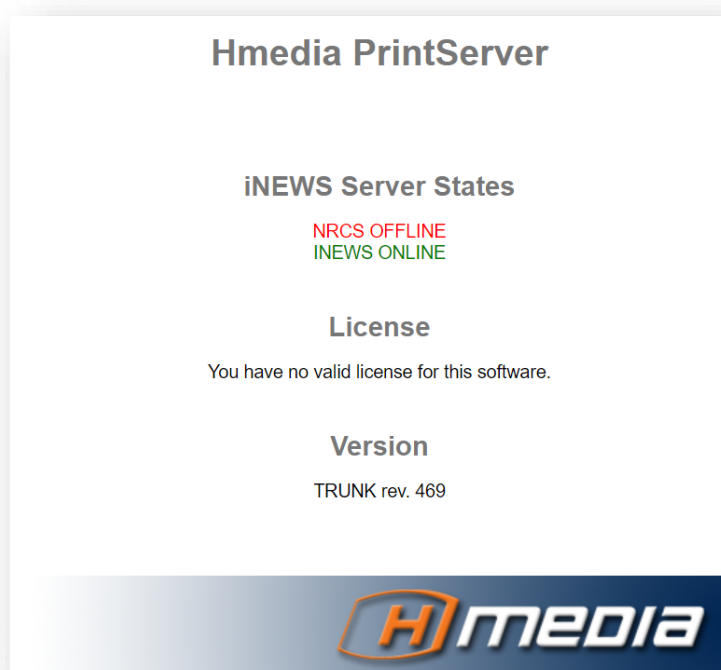 Hmedia PrintServer
iNEWS Server States
NRCS OFFLINE
INEWS ONLINE
License
You have no valid license for this software.
Version
TRUNK rev. 469
H media